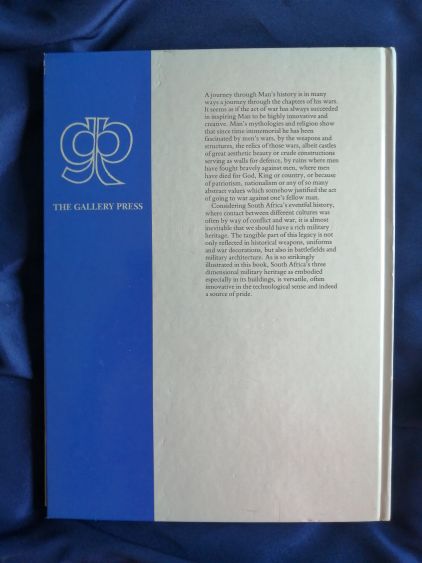 THE GALLERY PRESS
A journey through Man's history is in many
ways a journey through the chapters of his wars.
It seems as if the act of war has always succeeded
in inspiring Man to be highly innovative and
creative. Man's mythologies and religion show
that since time immemorial he has been
fascinated by men's wars, by the weapons and
structures, the relics of those wars, albeit castles
of great aesthetic beauty or crude constructions
serving as walls for defence, by ruins where men
have fought bravely against men, where men
have died for God, King or country, or because
of patriotism, nationalism or any of so many
abstract values which somehow justified the act
of going to war against one's fellow man.
Considering South Africa's eventful history,
where contact between different cultures was
often by way of conflict and war, it is almost
inevitable that we should have a rich military
heritage. The tangible part of this legacy is not
only reflected in historical weapons, uniforms
and war decorations, but also in battlefields and
military architecture. As is so strikingly
illustrated in this book, South Africa's three
dimensional military heritage as embodied
especially in its buildings, is versatile, often
innovative in the technological sense and indeed
a source of pride.